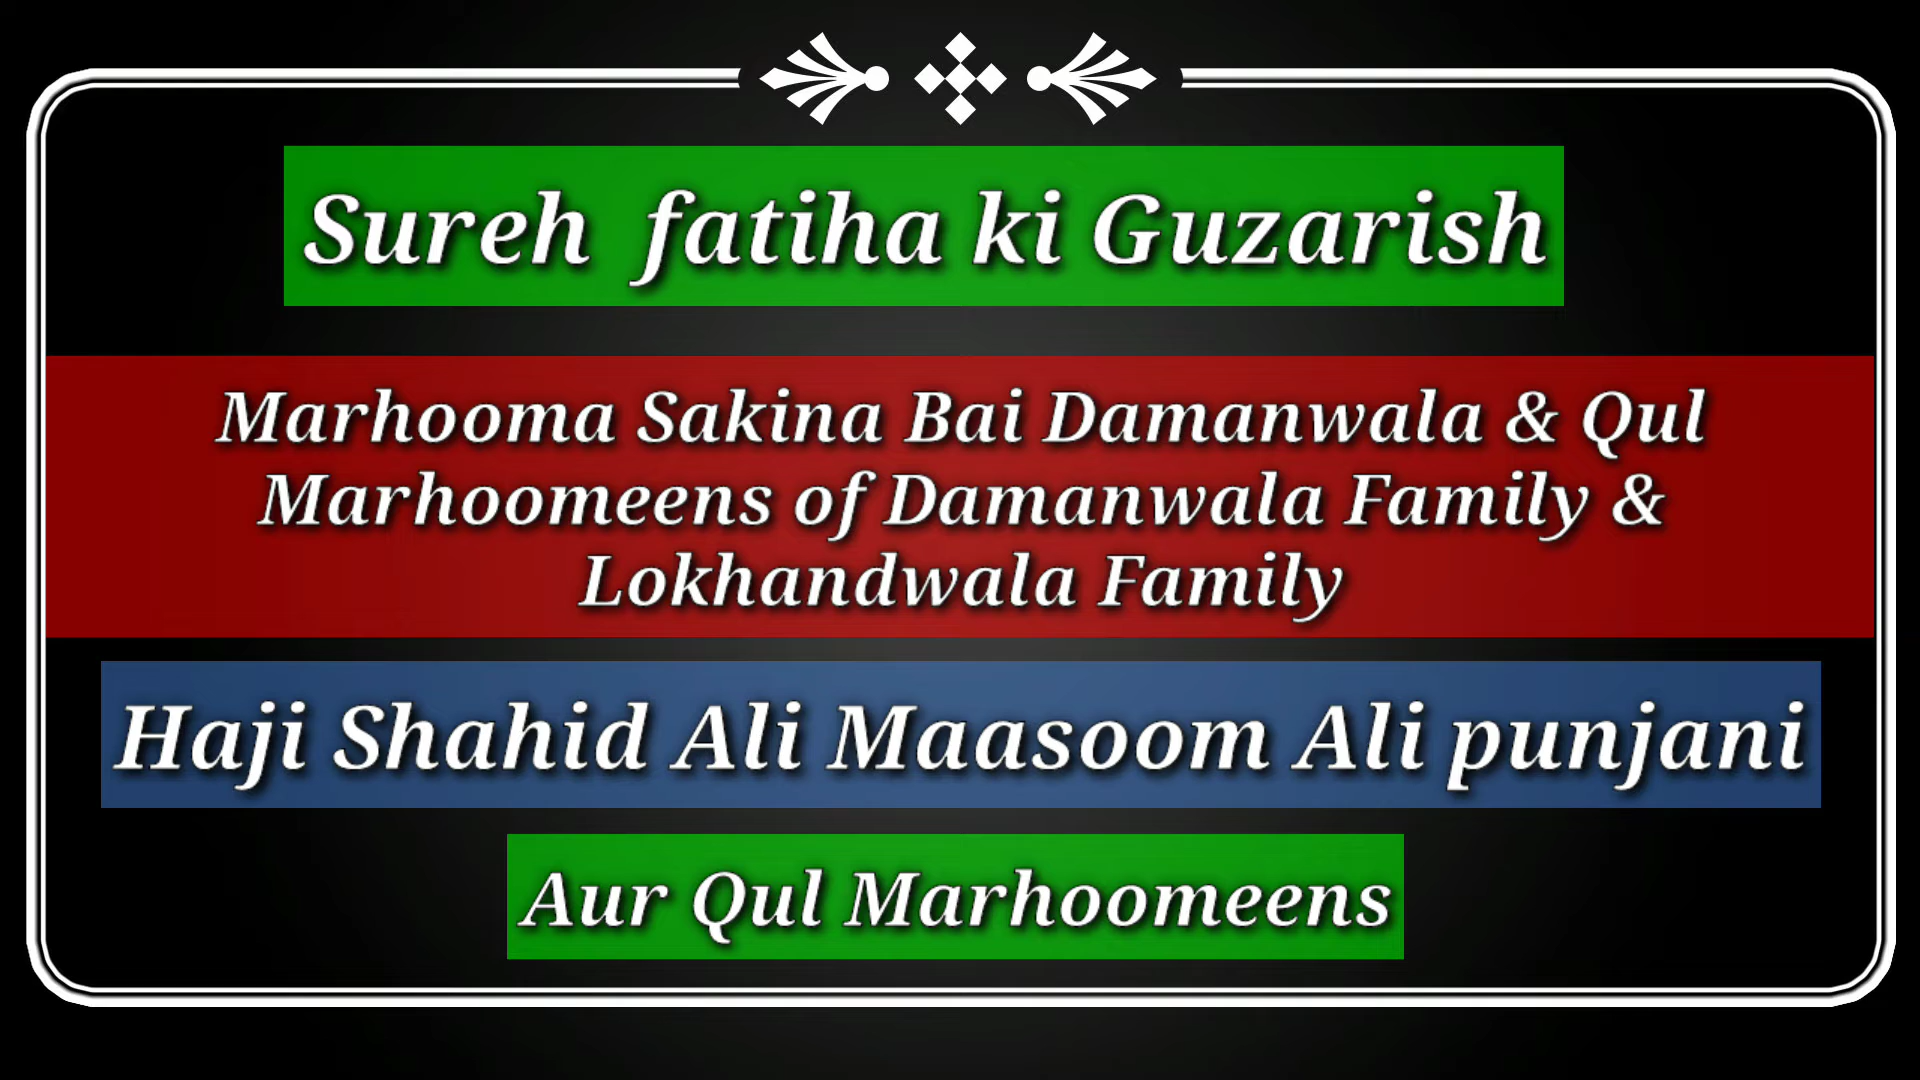 Sureh fatiha ki Guzarish
Marhooma Sakina Bai Damanwala & Qul
Marhoomeens of Damanwala Family &
Lokhandwala Family
Haji Shahid Ali Maasoom Ali punjani
Aur Qul Marhoomeens